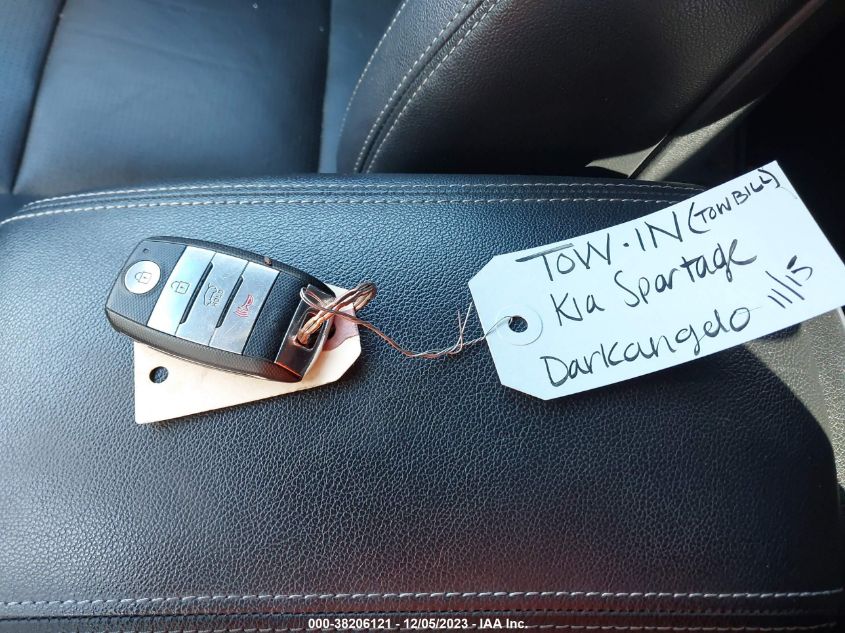 TOW-IN (TOW BILL)
Kia Spartage
Darkangelo 11/15
000-38206121 - 12/05/2023 - IAA Inc.